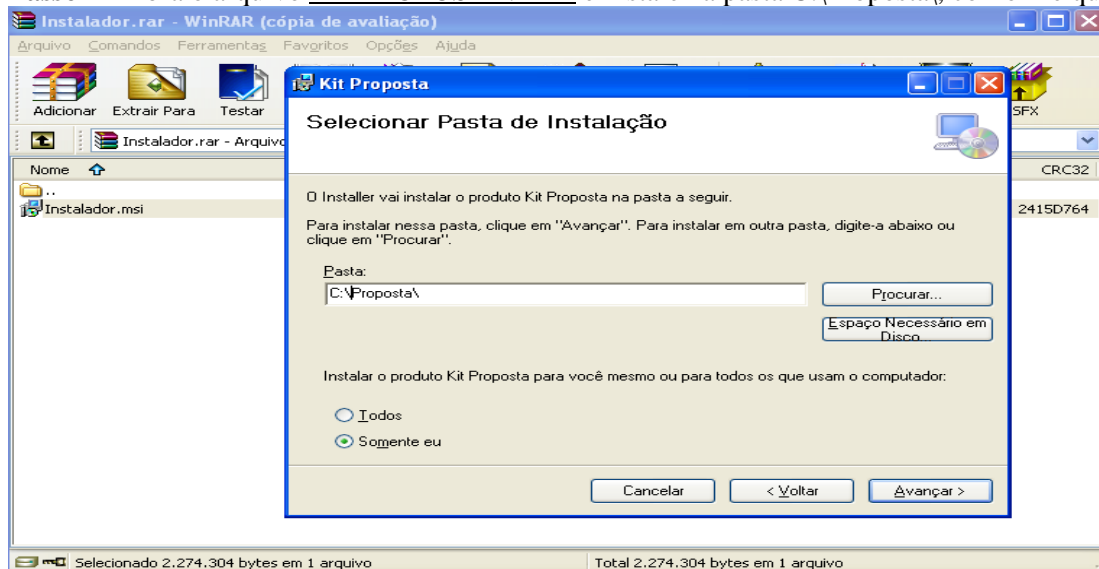 Instalador.rar - WinRAR (cópia de avaliação)
Arquivo Comandos Ferramentas Favoritos Opções Ajuda
Adicionar Extrair Para Testar SFX
Kit Proposta
Selecionar Pasta de Instalação
Instalador.rar - Arquivo
Nome CRC32
..
Instalador.msi 2415D764
O Installer vai instalar o produto Kit Proposta na pasta a seguir.
Para instalar nessa pasta, clique em "Avançar". Para instalar em outra pasta, digite-a abaixo ou
clique em "Procurar".
Pasta:
C:\Proposta\
Procurar...
Espaço Necessário em
Disco...
Instalar o produto Kit Proposta para você mesmo ou para todos os que usam o computador:
Todos
Somente eu
Cancelar < Voltar Avançar >
Selecionado 2.274.304 bytes em 1 arquivo Total 2.274.304 bytes em 1 arquivo